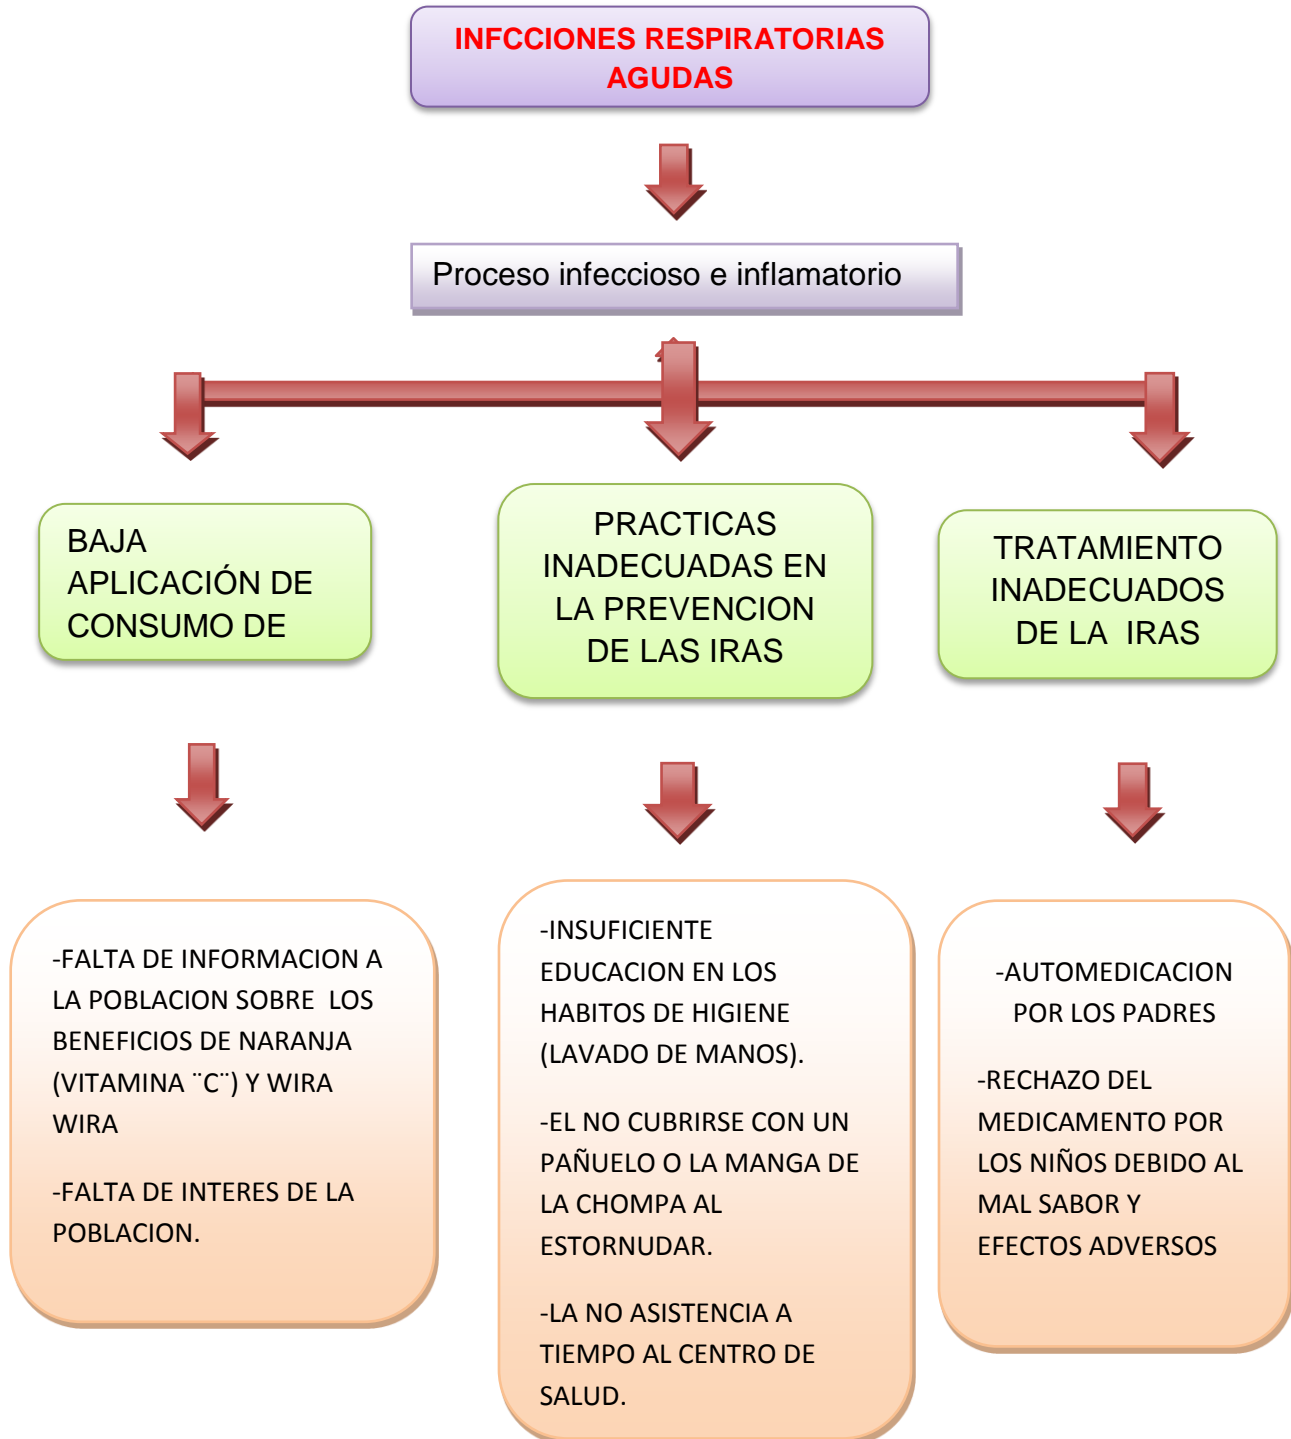 INFCCIONES RESPIRATORIAS
AGUDAS
Proceso infeccioso e inflamatorio
BAJA
APLICACIÓN DE
CONSUMO DE
PRACTICAS
INADECUADAS EN
LA PREVENCION
DE LAS IRAS
TRATAMIENTO
INADECUADOS
DE LA  IRAS
-FALTA DE INFORMACION A
LA POBLACION SOBRE  LOS
BENEFICIOS DE NARANJA
(VITAMINA ¨C¨) Y WIRA
WIRA
-FALTA DE INTERES DE LA
POBLACION.
-INSUFICIENTE
EDUCACION EN LOS
HABITOS DE HIGIENE
(LAVADO DE MANOS).
-EL NO CUBRIRSE CON UN
PAÑUELO O LA MANGA DE
LA CHOMPA AL
ESTORNUDAR.
-LA NO ASISTENCIA A
TIEMPO AL CENTRO DE
SALUD.
-AUTOMEDICACION
POR LOS PADRES
-RECHAZO DEL
MEDICAMENTO POR
LOS NIÑOS DEBIDO AL
MAL SABOR Y
EFECTOS ADVERSOS